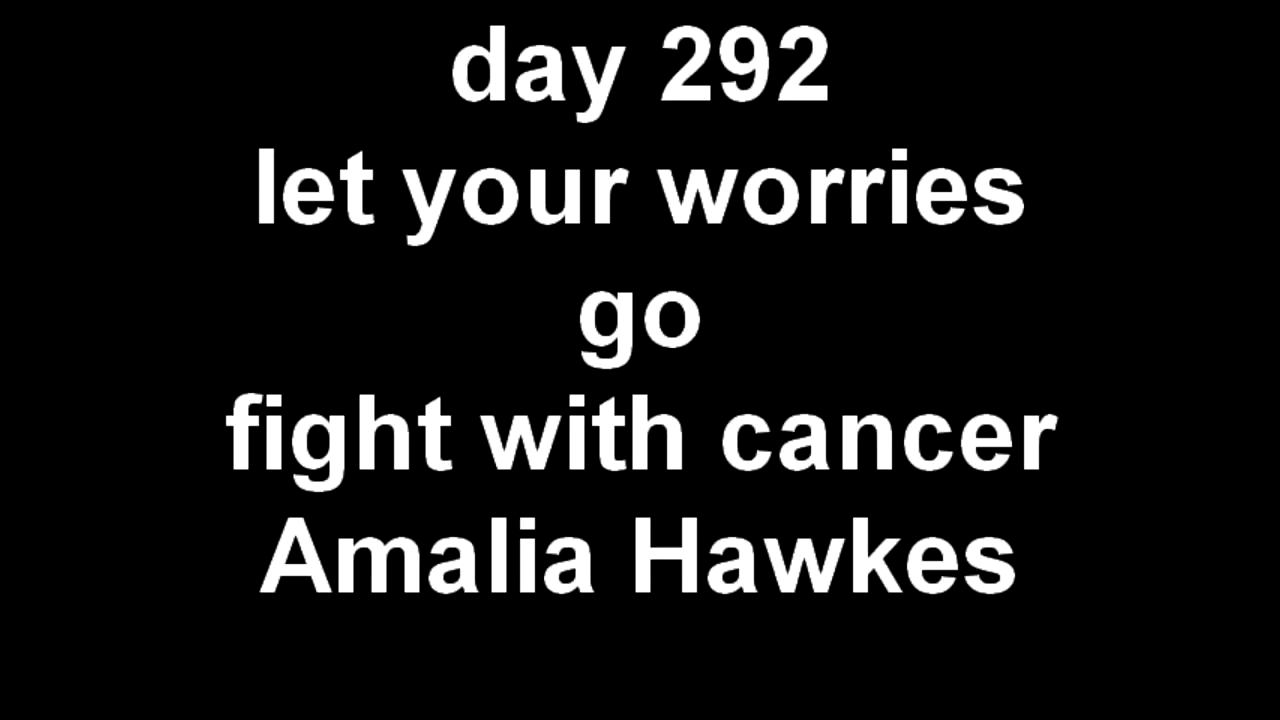 day 292
let your worries
go
fight with cancer
Amalia Hawkes